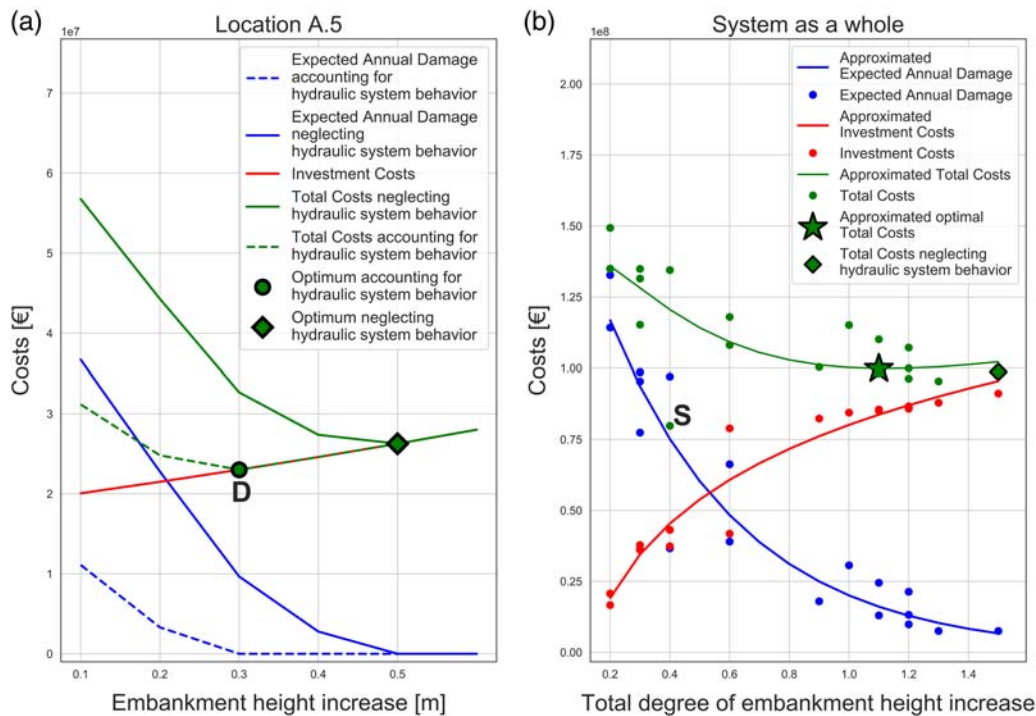 (a)
Location A.5
1e7
Expected Annual Damage
accounting for
hydraulic system behavior
Expected Annual Damage
neglecting
hydraulic system behavior
Investment Costs
Total Costs neglecting
hydraulic system behavior
Total Costs accounting for
hydraulic system behavior
Optimum accounting for
hydraulic system behavior
Optimum neglecting
hydraulic system behavior
7
6
5
4
3
2
1
0
Costs [€]
D
0.1 0.2 0.3 0.4 0.5
Embankment height increase [m]
(b)
System as a whole
1e8
Approximated
Expected Annual Damage
Expected Annual Damage
Approximated
Investment Costs
Investment Costs
Approximated Total Costs
Total Costs
Approximated optimal
Total Costs
Total Costs neglecting
hydraulic system behavior
2.00
1.75
1.50
1.25
1.00
0.75
0.50
0.25
0.00
Costs [€]
S
0.2 0.4 0.6 0.8 1.0 1.2 1.4
Total degree of embankment height increase